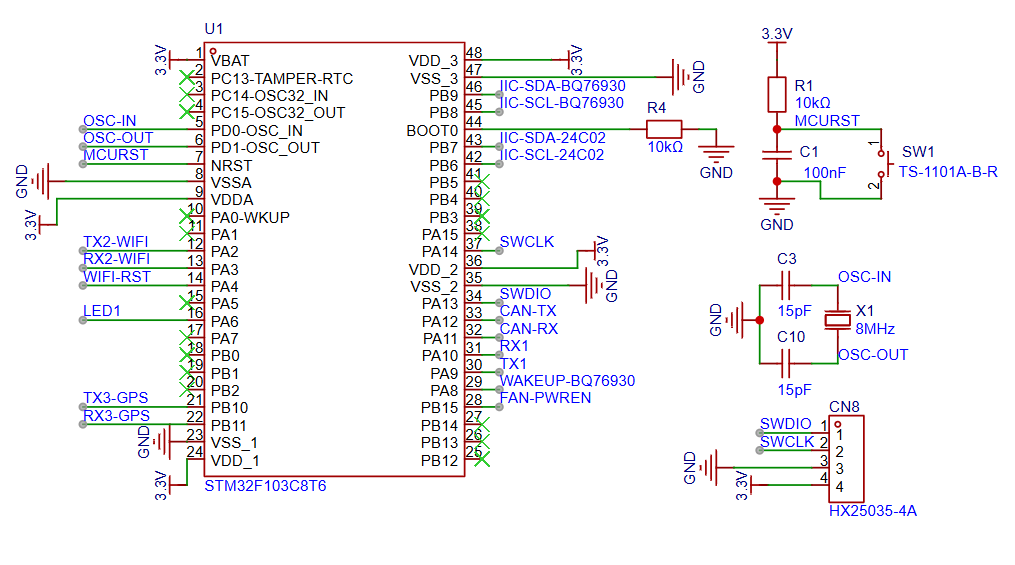 U1
3.3V
1 VBAT
2 PC13-TAMPER-RTC
3 PC14-OSC32_IN
4 PC15-OSC32_OUT
OSC-IN 5 PD0-OSC_IN
OSC-OUT 6 PD1-OSC_OUT
MCURST 7 NRST
GND 8 VSSA
3.3V 9 VDDA
10 PA0-WKUP
11 PA1
TX2-WIFI 12 PA2
RX2-WIFI 13 PA3
WIFI-RST 14 PA4
15 PA5
LED1 16 PA6
17 PA7
18 PB0
19 PB1
20 PB2
TX3-GPS 21 PB10
RX3-GPS 22 PB11
GND 23 VSS_1
3.3V 24 VDD_1
STM32F103C8T6
VDD_3 48 3.3V
VSS_3 47 GND
PB9 46 IIC-SDA-BQ76930
PB8 45 IIC-SCL-BQ76930
BOOT0 44
R4
10kΩ
GND
PB7 43 IIC-SDA-24C02
PB6 42 IIC-SCL-24C02
PB5 41
PB4 40
PB3 39
PA15 38
PA14 37 SWCLK
VDD_2 36 3.3V
VSS_2 35 GND
PA13 34 SWDIO
PA12 33 CAN-TX
PA11 32 CAN-RX
PA10 31 RX1
PA9 30 TX1
PA8 29 WAKEUP-BQ76930
PB15 28 FAN-PWREN
PB14 27
PB13 26
PB12 25
3.3V
R1
10kΩ
MCURST
C1
100nF
1
2
SW1
TS-1101A-B-R
GND
C3
15pF
OSC-IN
GND
X1
8MHz
C10
15pF
OSC-OUT
CN8
SWDIO 1 1
SWCLK 2 2
GND 3 3
3.3V 4 4
HX25035-4A